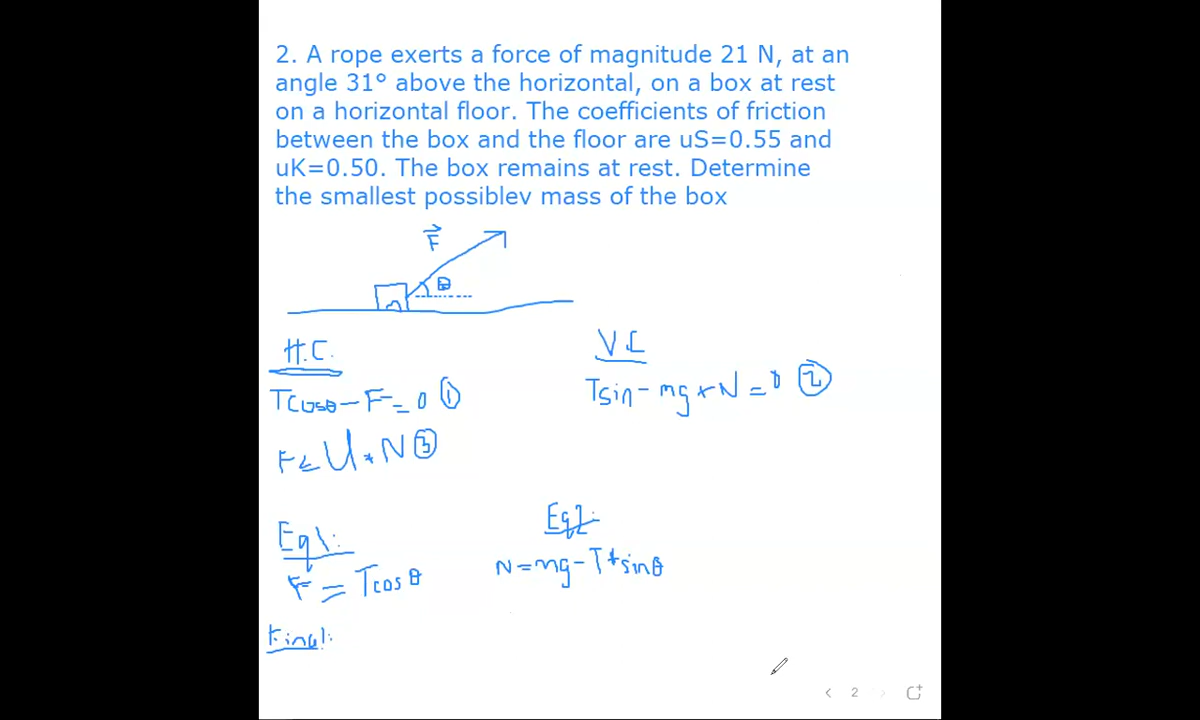 2. A rope exerts a force of magnitude 21 N, at an
angle 31° above the horizontal, on a box at rest
on a horizontal floor. The coefficients of friction
between the box and the floor are uS=0.55 and
uK=0.50. The box remains at rest. Determine
the smallest possiblev mass of the box
F
θ
m
H.C.
V.C
Tcosθ - F = 0 ①
Tsin - mg + N = 0 ②
F ≤ U * N ③
Eq1:
Eq2:
F = Tcosθ
N = mg - T * sinθ
Final:
2